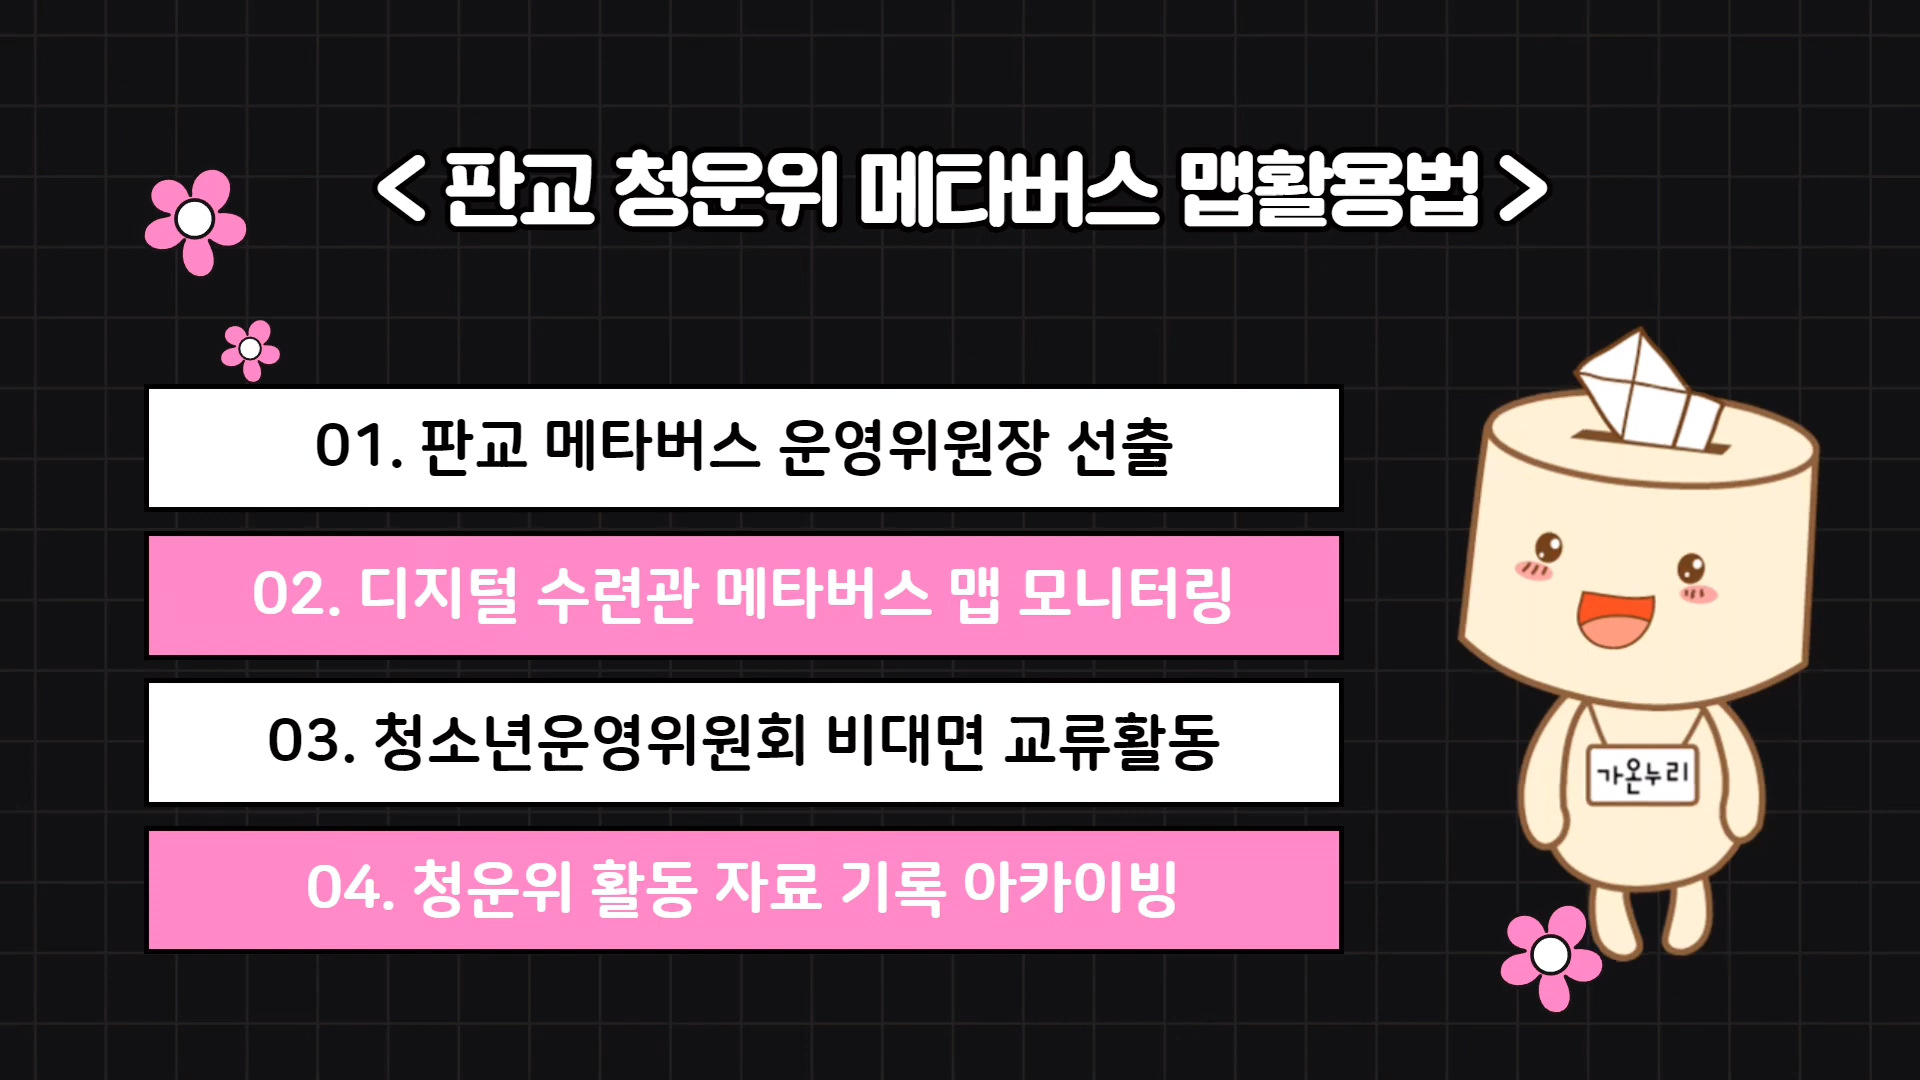 < 판교 청운위 메타버스 맵활용법 >
01. 판교 메타버스 운영위원장 선출
02. 디지털 수련관 메타버스 맵 모니터링
03. 청소년운영위원회 비대면 교류활동
가온누리
04. 청운위 활동 자료 기록 아카이빙